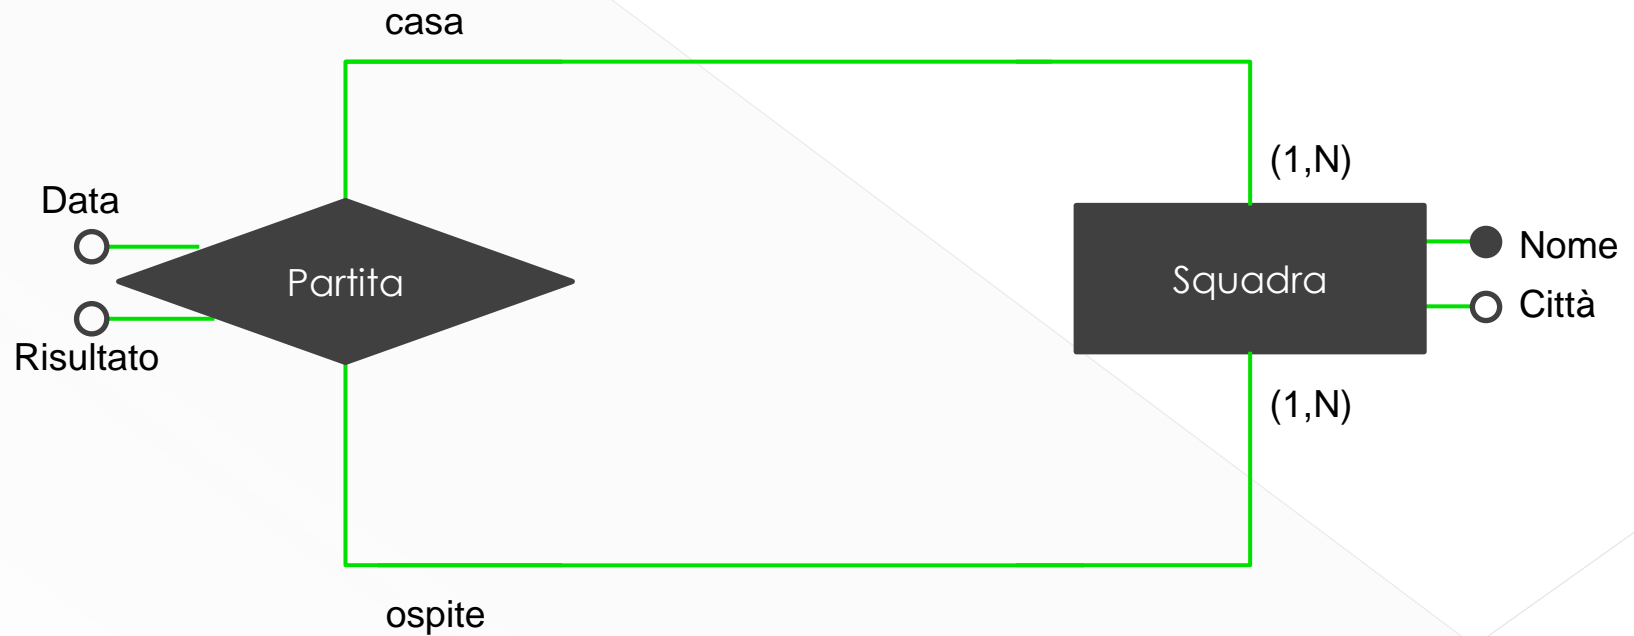 casa
(1,N)
Data
Partita
Squadra
Nome
Città
Risultato
(1,N)
ospite